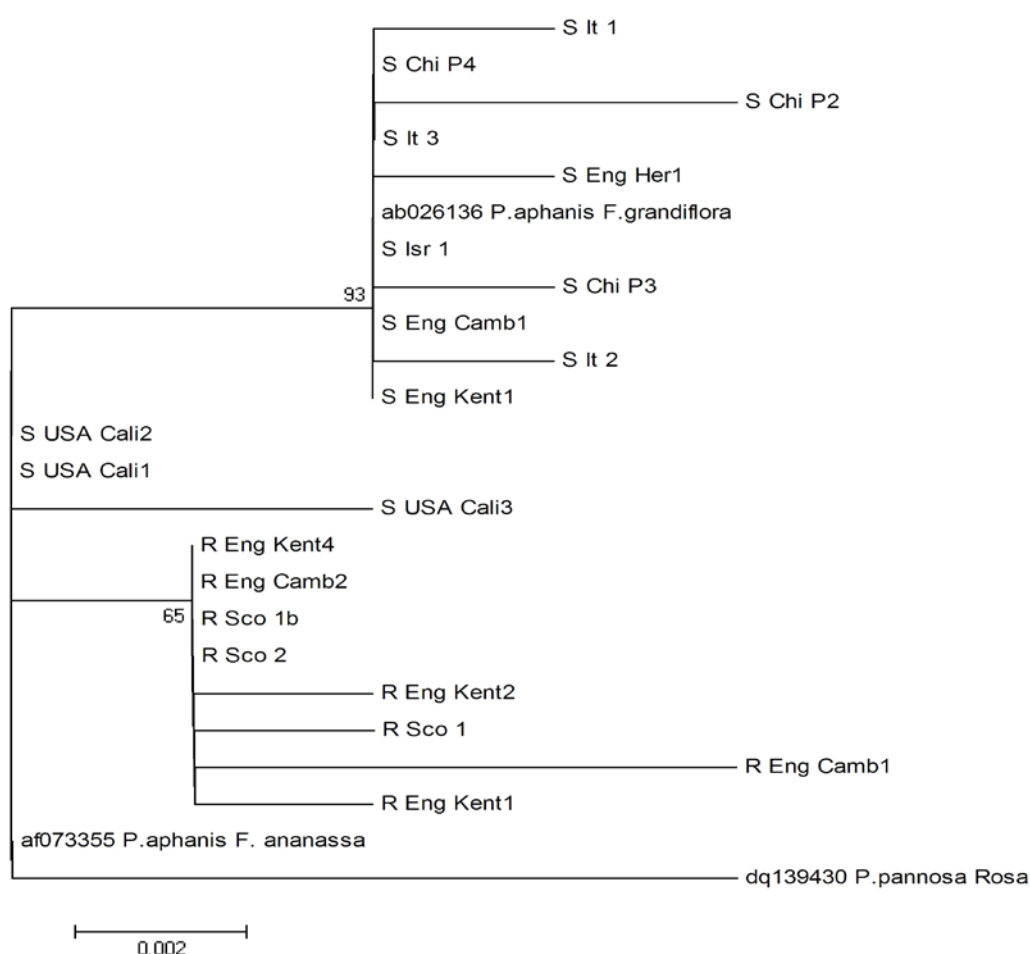 S It 1
S Chi P4
S Chi P2
S It 3
S Eng Her1
ab026136 P.aphanis F.grandiflora
S Isr 1
S Chi P3
93
S Eng Camb1
S It 2
S Eng Kent1
S USA Cali2
S USA Cali1
S USA Cali3
R Eng Kent4
R Eng Camb2
65
R Sco 1b
R Sco 2
R Eng Kent2
R Sco 1
R Eng Camb1
R Eng Kent1
af073355 P.aphanis F. ananassa
dq139430 P.pannosa Rosa
0.002